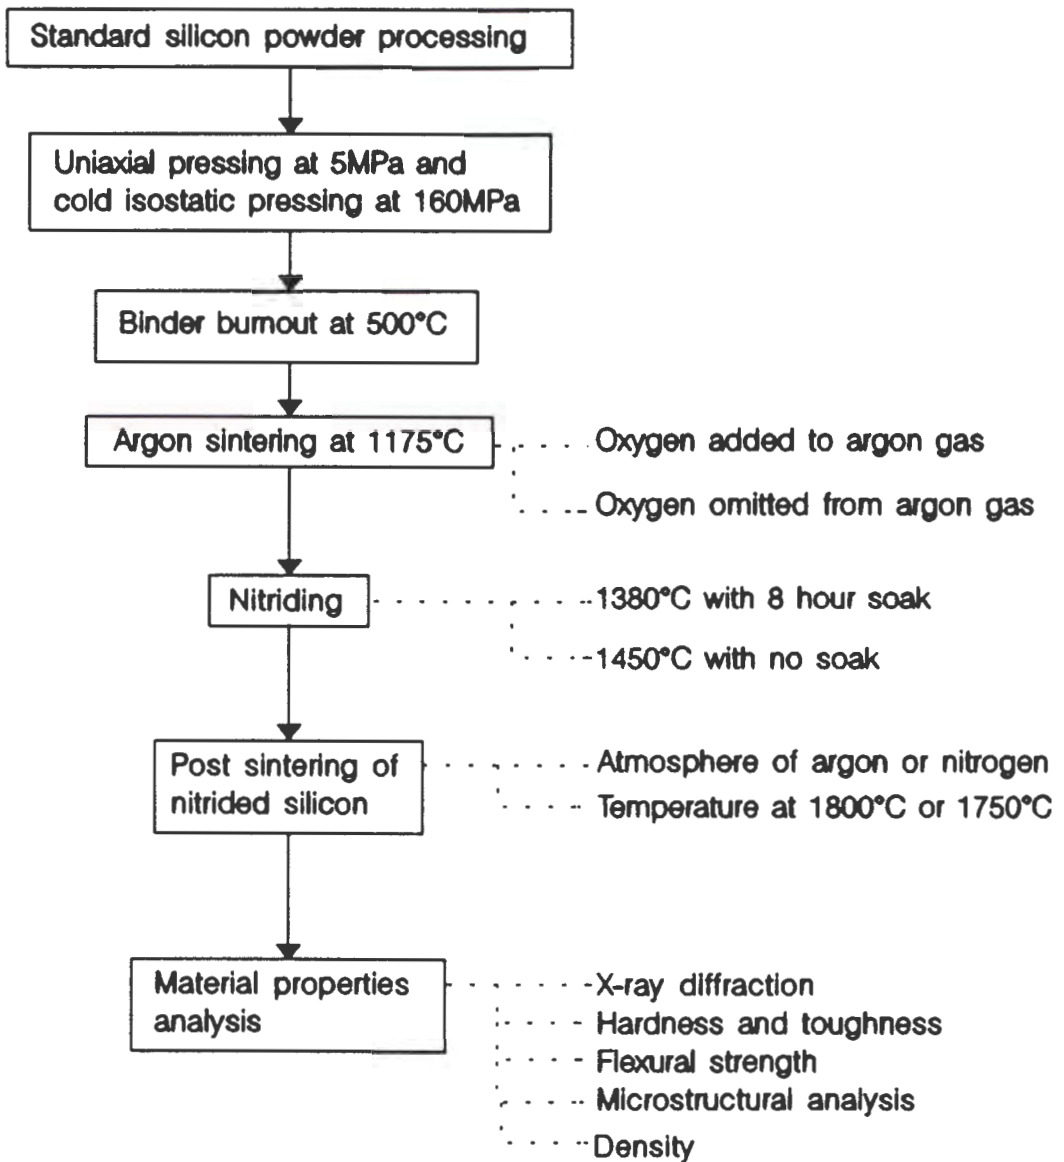 Standard silicon powder processing
Uniaxial pressing at 5MPa and
cold isostatic pressing at 160MPa
Binder burnout at 500°C
Argon sintering at 1175°C
Oxygen added to argon gas
Oxygen omitted from argon gas
Nitriding
1380°C with 8 hour soak
1450°C with no soak
Post sintering of
nitrided silicon
Atmosphere of argon or nitrogen
Temperature at 1800°C or 1750°C
Material properties
analysis
X-ray diffraction
Hardness and toughness
Flexural strength
Microstructural analysis
Density